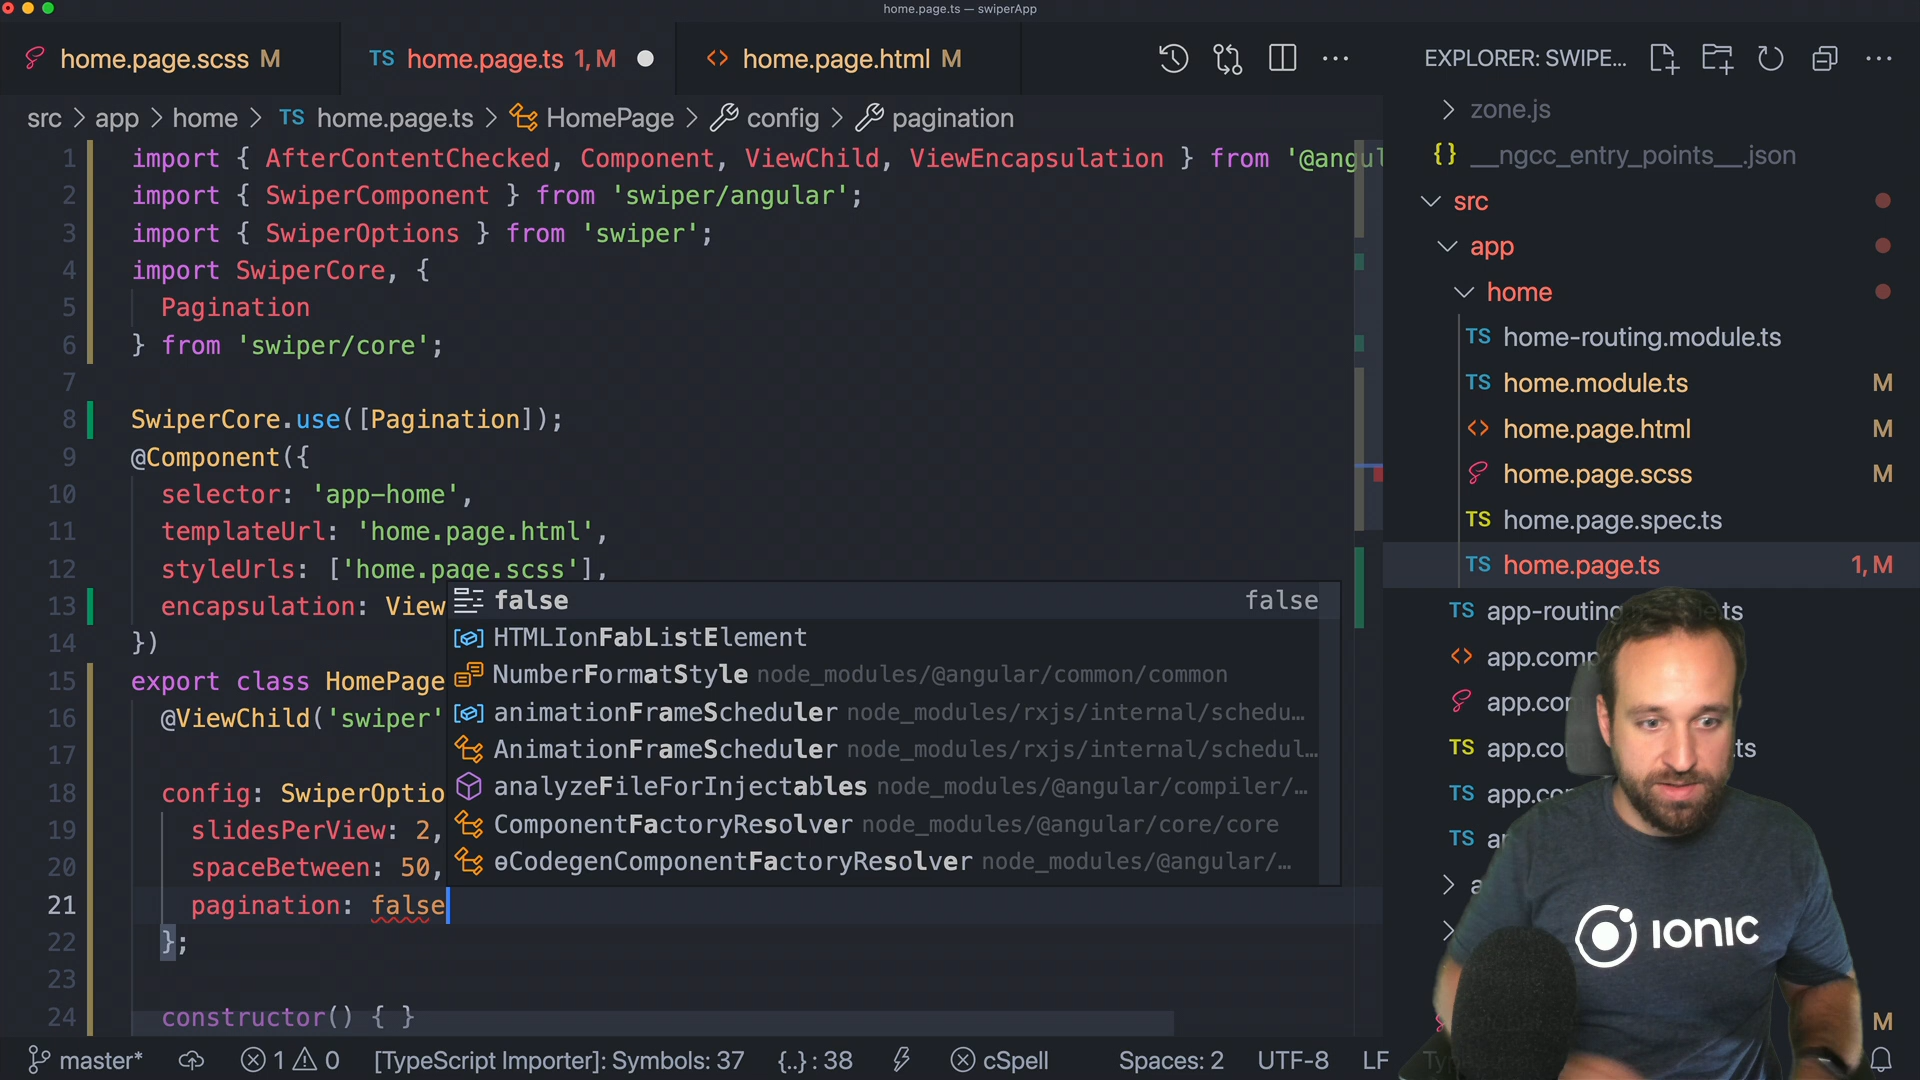 home.page.ts — swiperApp
home.page.scss M
TS home.page.ts 1, M
home.page.html M
EXPLORER: SWIPE...
src > app > home > TS home.page.ts > HomePage > config > pagination
1 import { AfterContentChecked, Component, ViewChild, ViewEncapsulation } from '@angul
2 import { SwiperComponent } from 'swiper/angular';
3 import { SwiperOptions } from 'swiper';
4 import SwiperCore, {
5 Pagination
6 } from 'swiper/core';
7
8 SwiperCore.use([Pagination]);
9 @Component({
10 selector: 'app-home',
11 templateUrl: 'home.page.html',
12 styleUrls: ['home.page.scss'],
13 encapsulation: View
14 })
15 export class HomePage
16 @ViewChild('swiper'
17
18 config: SwiperOptio
19 slidesPerView: 2,
20 spaceBetween: 50,
21 pagination: false
22 };
23
24 constructor() { }
false false
HTMLIonFabListElement
NumberFormatStyle node_modules/@angular/common/common
animationFrameScheduler node_modules/rxjs/internal/schedu...
AnimationFrameScheduler node_modules/rxjs/internal/schedul...
analyzeFileForInjectables node_modules/@angular/compiler/...
ComponentFactoryResolver node_modules/@angular/core/core
ɵCodegenComponentFactoryResolver node_modules/@angular/...
zone.js
{} __ngcc_entry_points__.json
src
app
home
TS home-routing.module.ts
TS home.module.ts M
home.page.html M
home.page.scss M
TS home.page.spec.ts
TS home.page.ts 1, M
TS app-routing ts
app.comp
app.con
TS app.co ts
TS app.co
TS a
a
M
IONIC
master* 1 0 [TypeScript Importer]: Symbols: 37 {..} : 38 cSpell Spaces: 2 UTF-8 LF